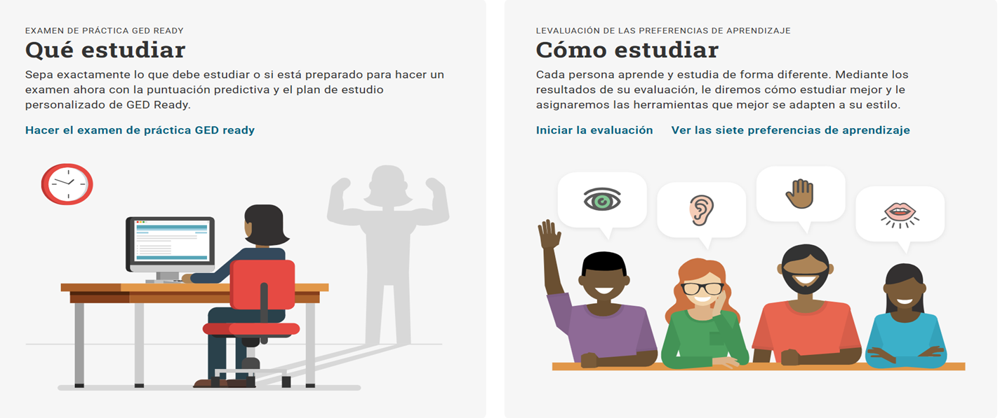 EXAMEN DE PRÁCTICA GED READY
Qué estudiar
Sepa exactamente lo que debe estudiar o si está preparado para hacer un
examen ahora con la puntuación predictiva y el plan de estudio
personalizado de GED Ready.
Hacer el examen de práctica GED ready
LEVALUACIÓN DE LAS PREFERENCIAS DE APRENDIZAJE
Cómo estudiar
Cada persona aprende y estudia de forma diferente. Mediante los
resultados de su evaluación, le diremos cómo estudiar mejor y le
asignaremos las herramientas que mejor se adapten a su estilo.
Iniciar la evaluación Ver las siete preferencias de aprendizaje